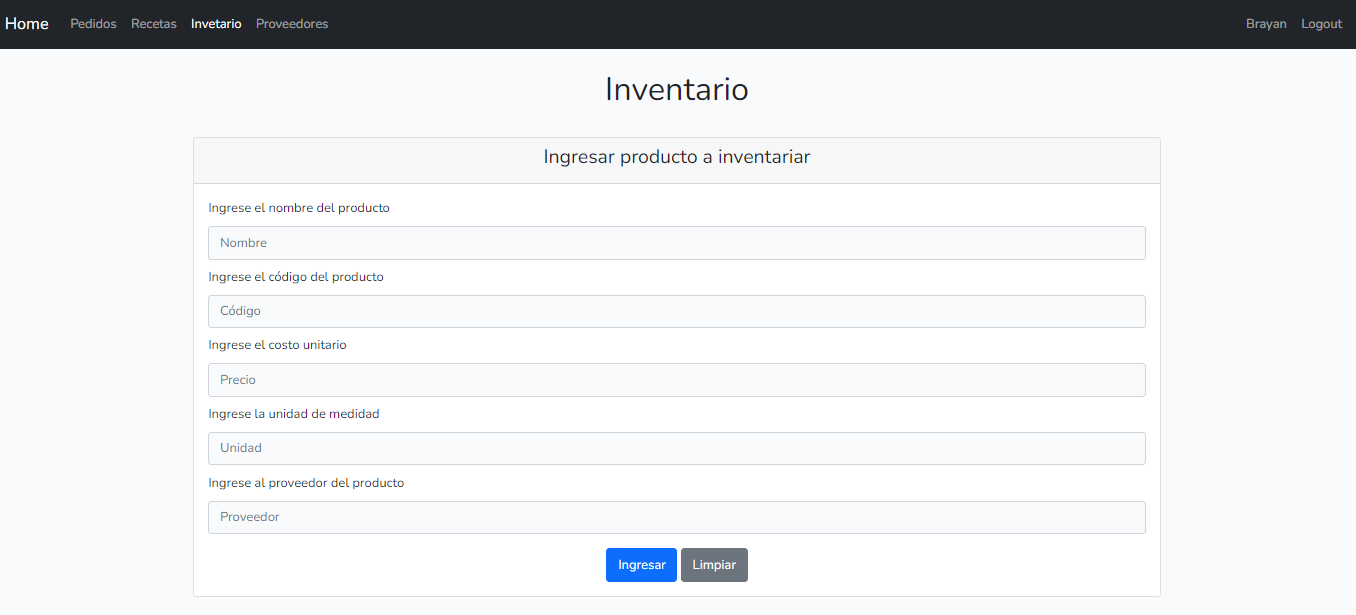 Home Pedidos Recetas Invetario Proveedores Brayan Logout
Inventario
Ingresar producto a inventariar
Ingrese el nombre del producto
Nombre
Ingrese el código del producto
Código
Ingrese el costo unitario
Precio
Ingrese la unidad de medidad
Unidad
Ingrese al proveedor del producto
Proveedor
Ingresar Limpiar